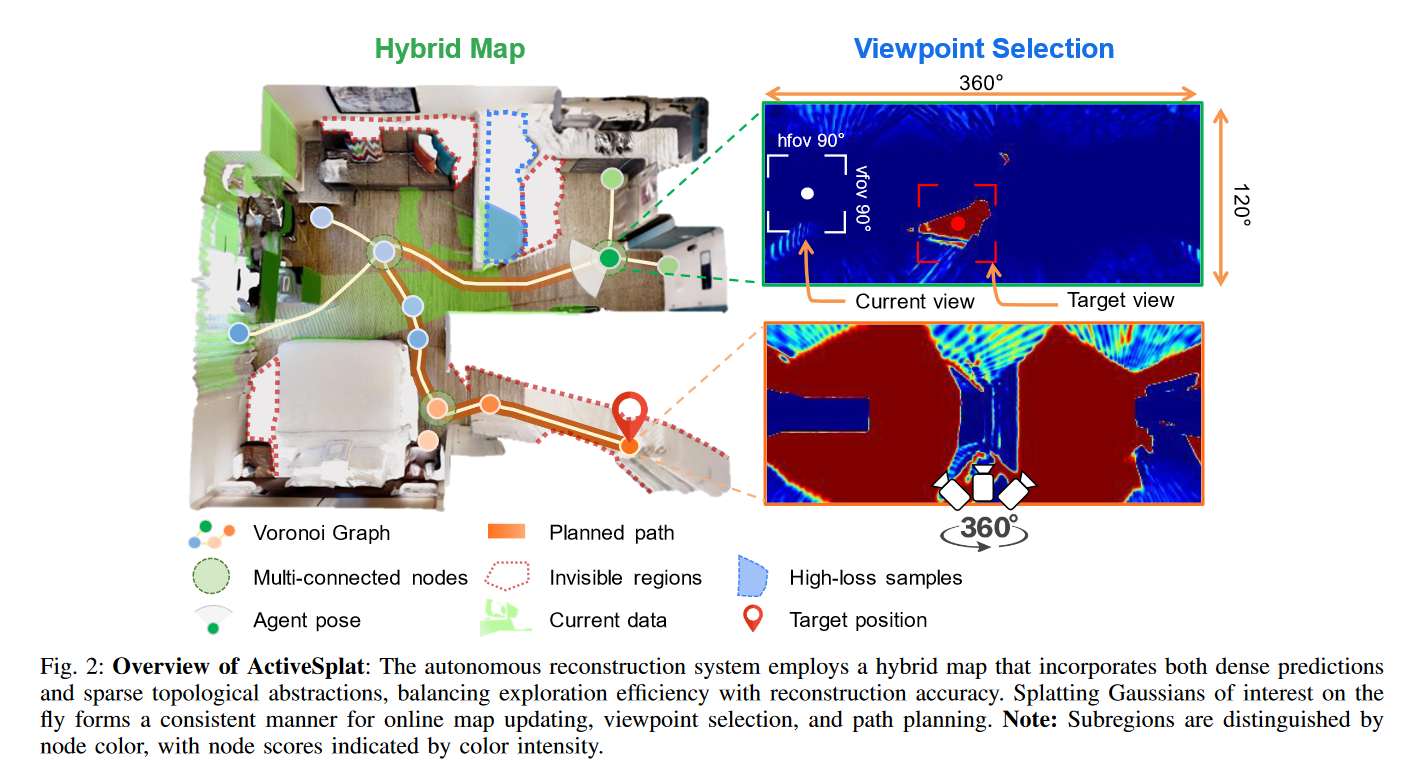 Hybrid Map
Viewpoint Selection
360°
hfov 90°
vfov 90°
120°
Current view
Target view
360°
Voronoi Graph
Planned path
Multi-connected nodes
Invisible regions
High-loss samples
Agent pose
Current data
Target position
Fig. 2: Overview of ActiveSplat: The autonomous reconstruction system employs a hybrid map that incorporates both dense predictions
and sparse topological abstractions, balancing exploration efficiency with reconstruction accuracy. Splatting Gaussians of interest on the
fly forms a consistent manner for online map updating, viewpoint selection, and path planning. Note: Subregions are distinguished by
node color, with node scores indicated by color intensity.